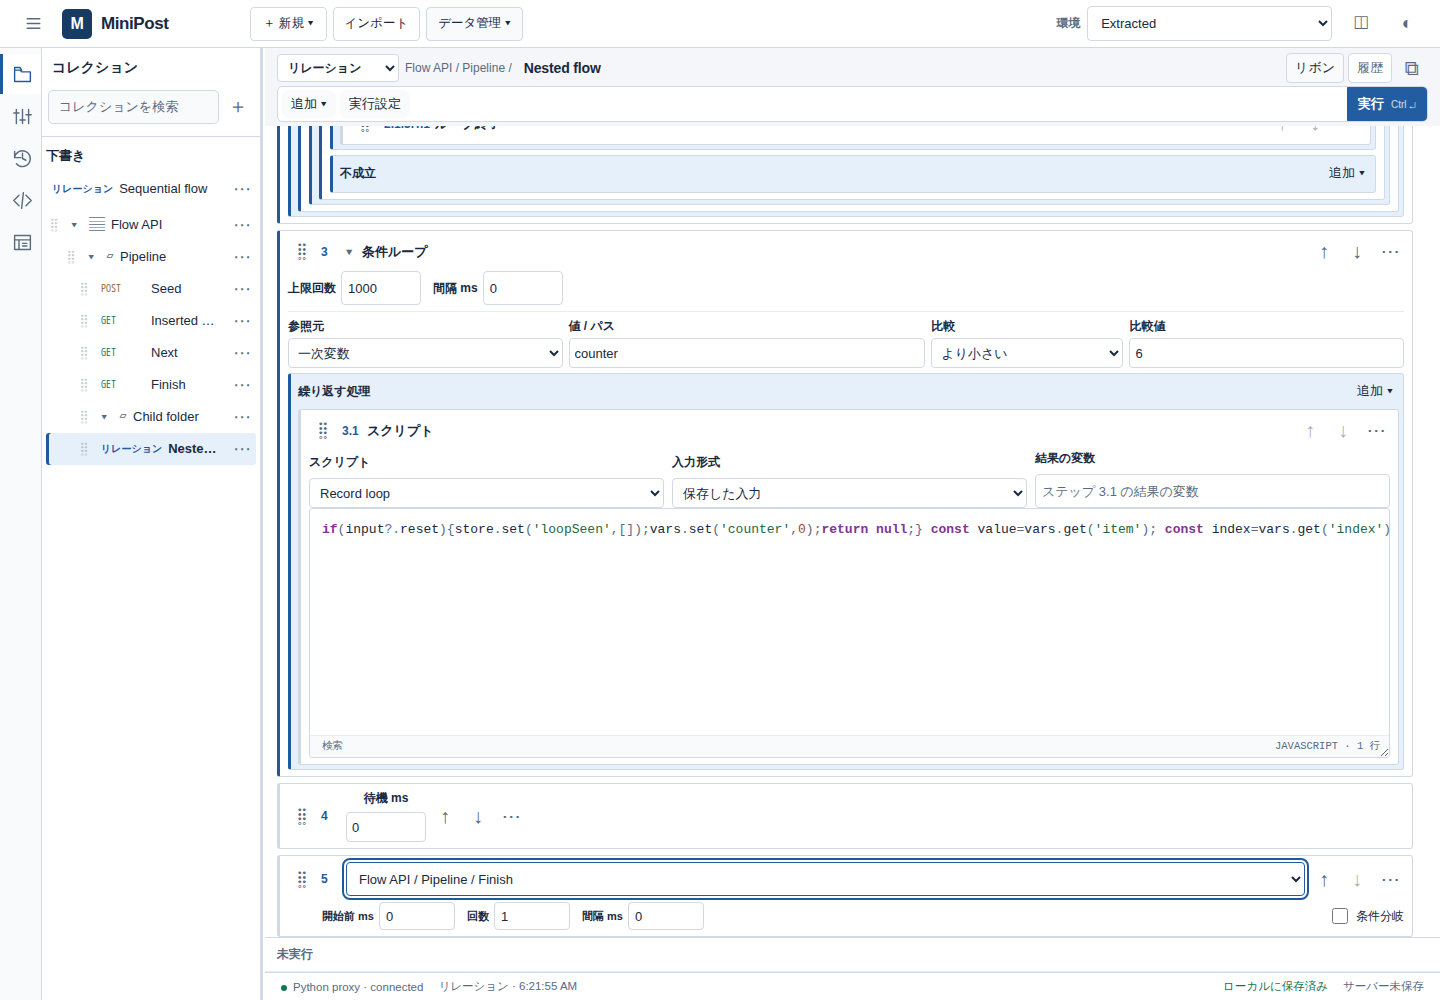 M MiniPost ＋ 新規 ▾ インポート データ管理 ▾ 環境 Extracted
コレクション
コレクションを検索 +
下書き
リレーション Sequential flow ...
Flow API ...
Pipeline ...
POST Seed ...
GET Inserted ... ...
GET Next ...
GET Finish ...
Child folder ...
リレーション Neste... ...
リレーション Flow API / Pipeline / Nested flow リボン 履歴
追加 ▾ 実行設定 実行 Ctrl
不成立 追加 ▾
3 ▾ 条件ループ ↑ ↓ ...
上限回数 1000 間隔 ms 0
参照元 値 / パス 比較 比較値
一次変数 counter より小さい 6
繰り返す処理 追加 ▾
3.1 スクリプト ↑ ↓ ...
スクリプト 入力形式 結果の変数
Record loop 保存した入力 ステップ 3.1 の結果の変数
if(input?.reset){store.set('loopSeen',[]);vars.set('counter',0);return null;} const value=vars.get('item'); const index=vars.get('index')
検索 JAVASCRIPT · 1 行
4 待機 ms 0 ↑ ↓ ...
5 Flow API / Pipeline / Finish ↑ ↓ ...
開始前 ms 0 回数 1 間隔 ms 0 条件分岐
未実行
Python proxy · connected リレーション · 6:21:55 AM ローカルに保存済み サーバー未保存